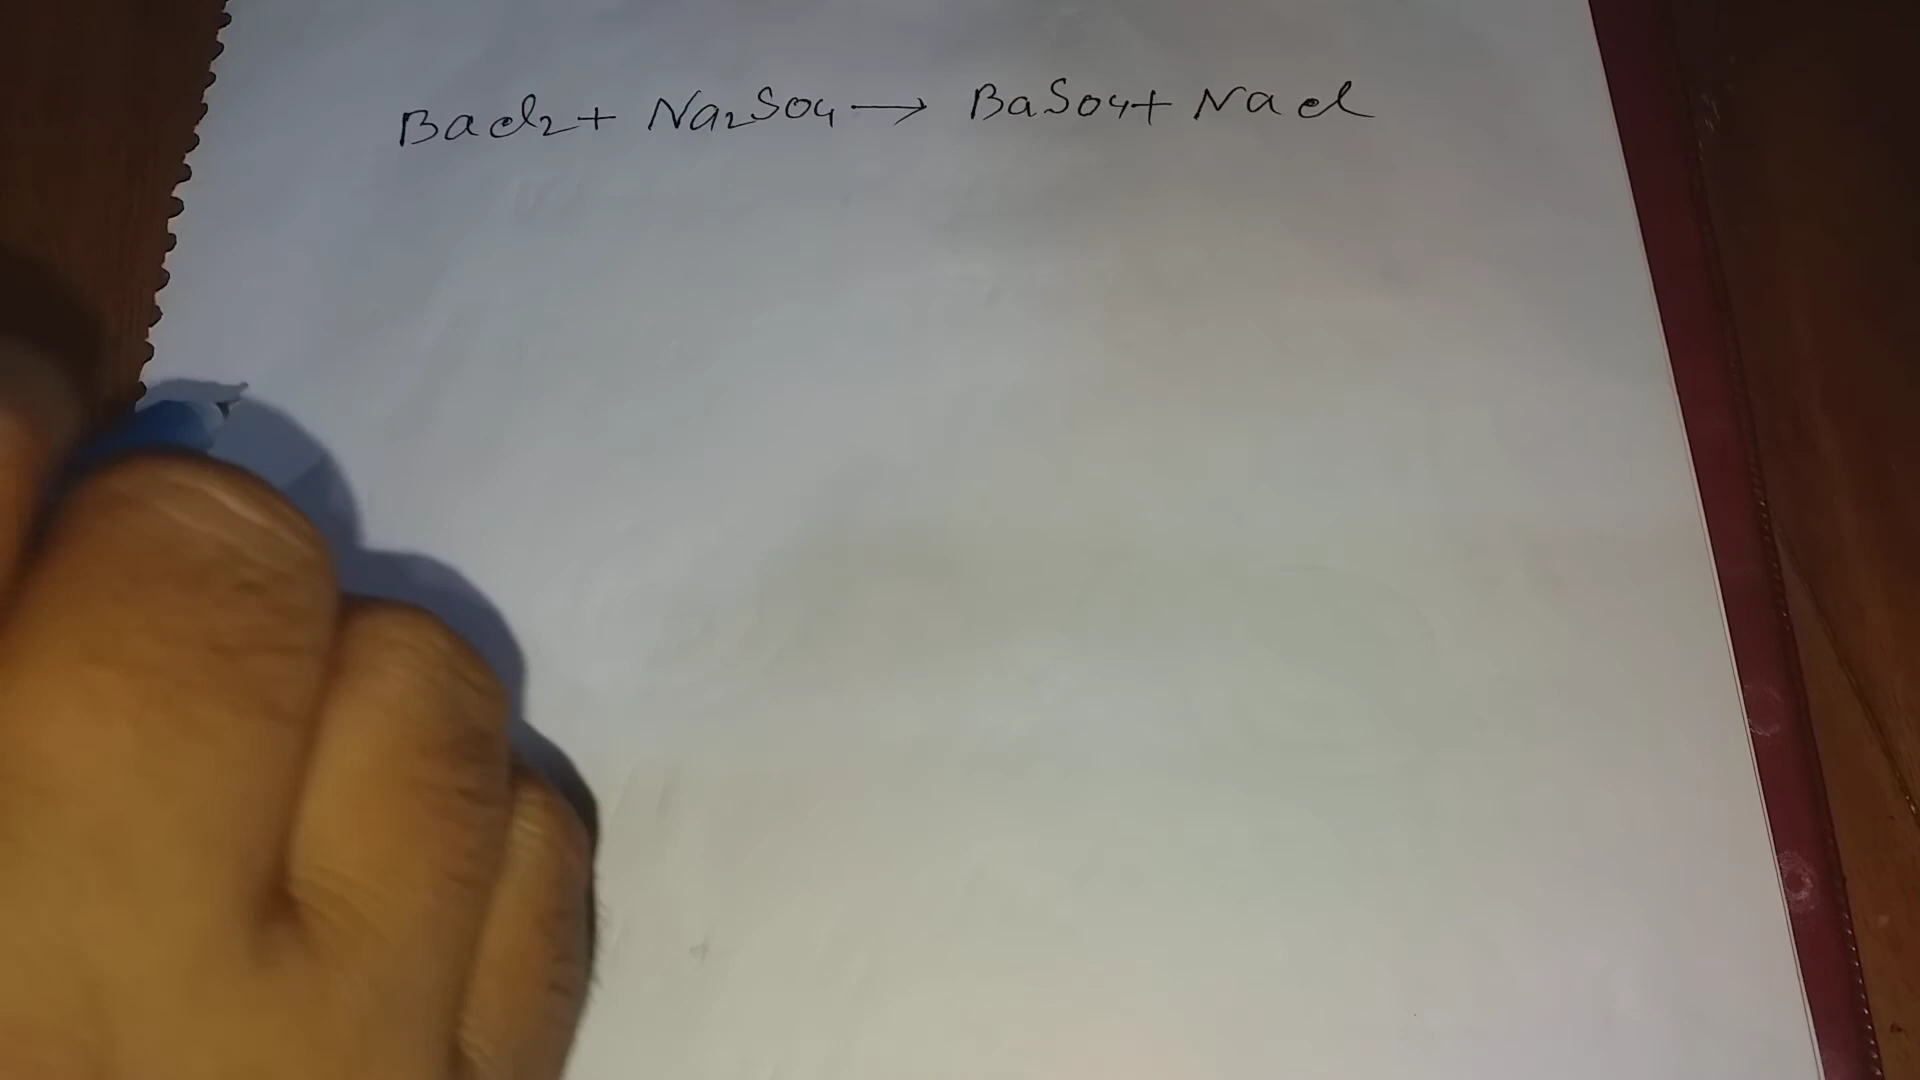 BaCl₂ + Na₂SO₄ → BaSO₄ + NaCl